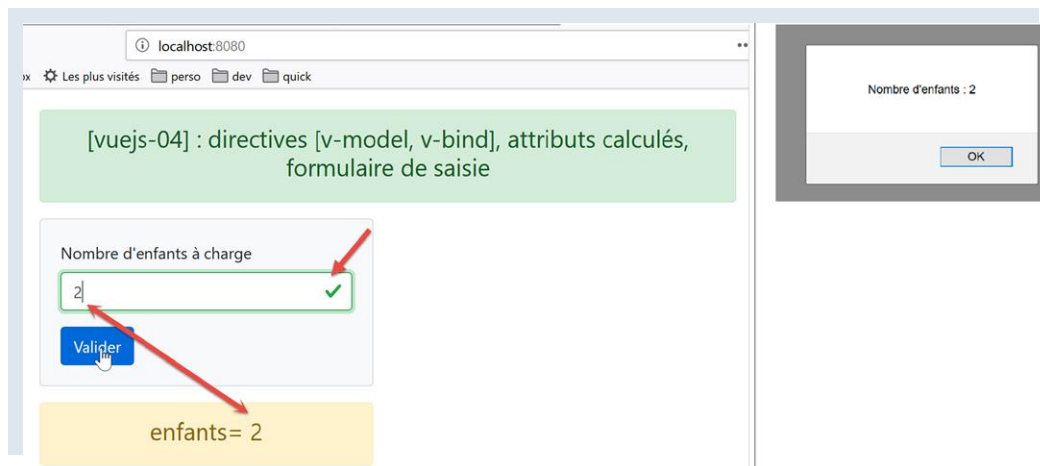 localhost:8080
Les plus visités perso dev quick
[vuejs-04] : directives [v-model, v-bind], attributs calculés,
formulaire de saisie
Nombre d'enfants à charge
2
Valider
enfants= 2
Nombre d'enfants : 2
OK